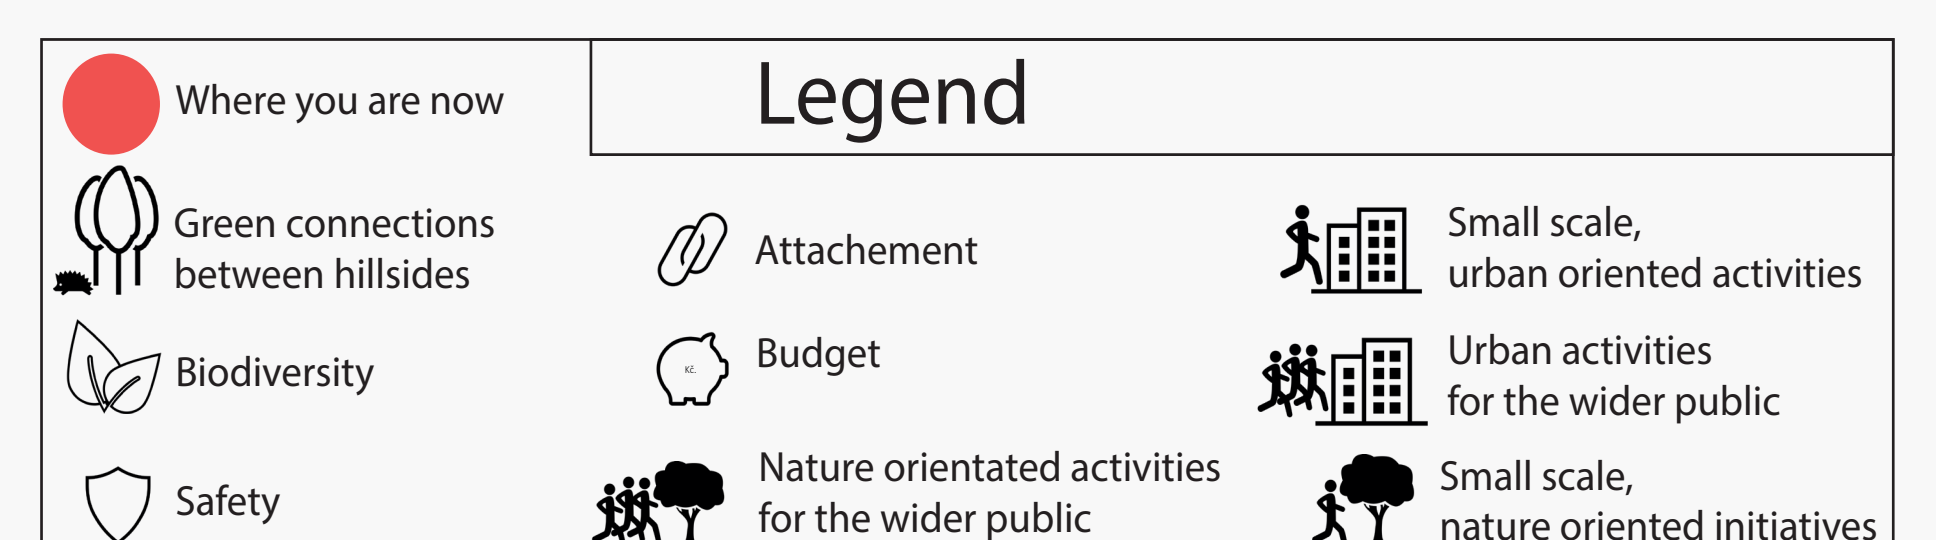 Legend
Where you are now
Green connections
between hillsides
Biodiversity
Safety
Attachement
Budget
Kč.
Nature orientated activities
for the wider public
Small scale,
urban oriented activities
Urban activities
for the wider public
Small scale,
nature oriented initiatives